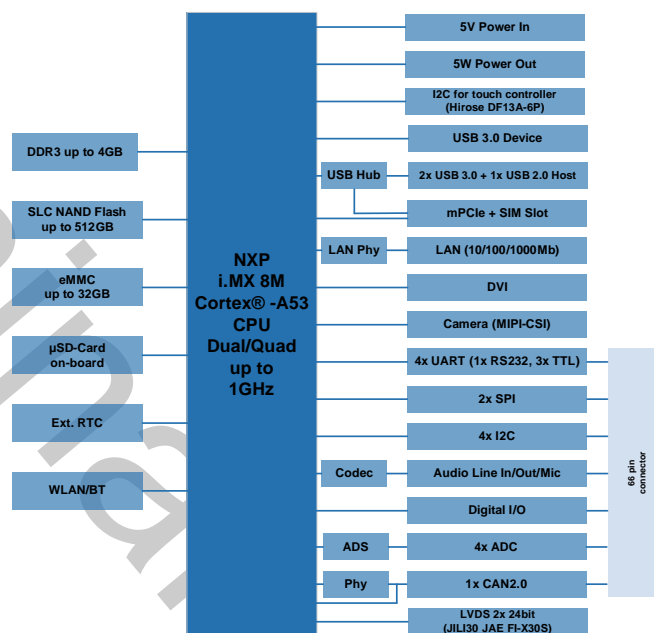 5V Power In
5W Power Out
I2C for touch controller
(Hirose DF13A-6P)
USB 3.0 Device
DDR3 up to 4GB
USB Hub
2x USB 3.0 + 1x USB 2.0 Host
SLC NAND Flash
up to 512GB
mPCIe + SIM Slot
LAN Phy
LAN (10/100/1000Mb)
NXP
i.MX 8M
Cortex® -A53
CPU
Dual/Quad
up to
1GHz
eMMC
up to 32GB
DVI
Camera (MIPI-CSI)
µSD-Card
on-board
4x UART (1x RS232, 3x TTL)
2x SPI
Ext. RTC
4x I2C
Codec
Audio Line In/Out/Mic
66 pin
connector
WLAN/BT
Digital I/O
ADS
4x ADC
Phy
1x CAN2.0
LVDS 2x 24bit
(JILI30 JAE FI-X30S)